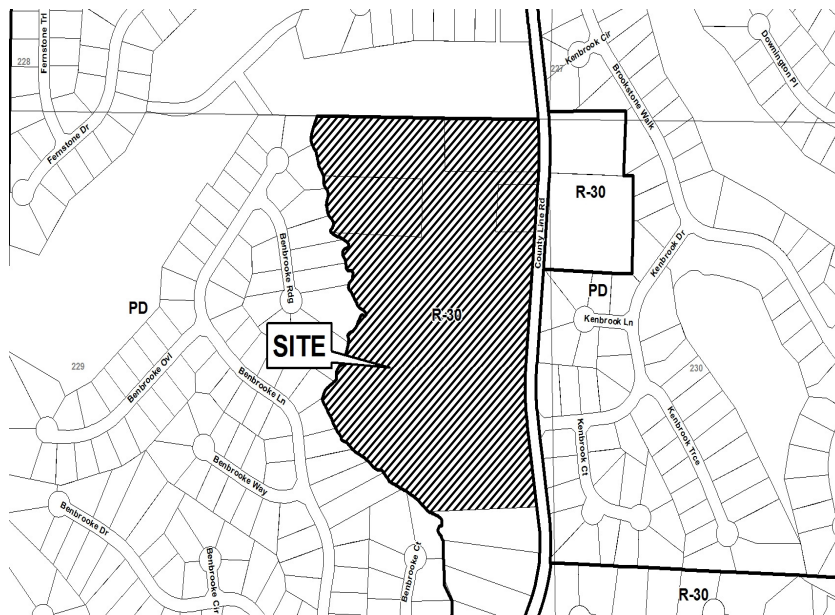 Fernstone Trl
228
Fernstone Dr
Kenbrook Cir
227
Brookstone Walk
Downington Pl
R-30
County Line Rd
Kenbrook Dr
PD
Kenbrook Ln
Benbrooke Rdg
PD
R-30
SITE
229
Benbrooke Ovl
Benbrooke Ln
230
Kenbrook Trce
Kenbrook Ct
Benbrooke Way
Benbrooke Dr
Benbrooke Cir
Benbrooke Ct
R-30